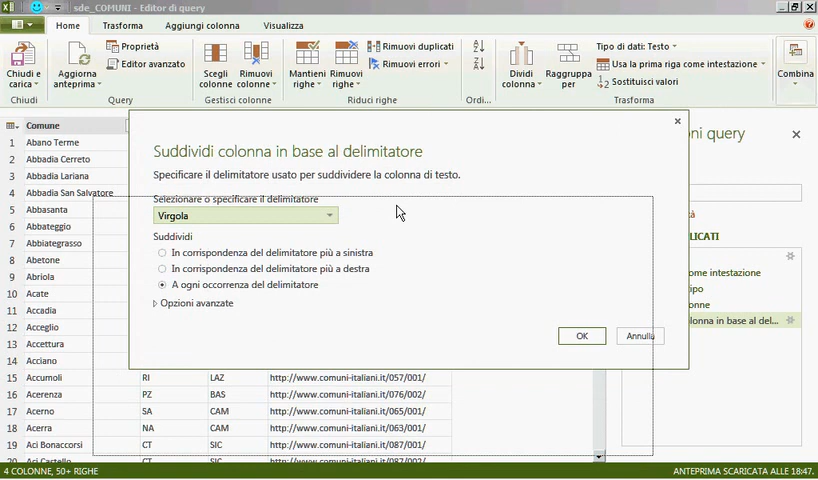 sde_COMUNI - Editor di query
Home Trasforma Aggiungi colonna Visualizza
Chiudi e carica
Chiudi
Aggiorna anteprima
Proprietà
Editor avanzato
Query
Scegli colonne
Rimuovi colonne
Gestisci colonne
Mantieni righe
Rimuovi righe
Rimuovi duplicati
Rimuovi errori
Riduci righe
Ordi...
Dividi colonna
Raggruppa per
Tipo di dati: Testo
Usa la prima riga come intestazione
Sostituisci valori
Trasforma
Combina
Comune
1 Abano Terme
2 Abbadia Cerreto
3 Abbadia Lariana
4 Abbadia San Salvatore
5 Abbasanta
6 Abbateggio
7 Abbiategrasso
8 Abetone
9 Abriola
10 Acate
11 Accadia
12 Acceglio
13 Accettura
14 Acciano
15 Accumoli RI LAZ http://www.comuni-italiani.it/057/001/
16 Acerenza PZ BAS http://www.comuni-italiani.it/076/002/
17 Acerno SA CAM http://www.comuni-italiani.it/065/001/
18 Acerra NA CAM http://www.comuni-italiani.it/063/001/
19 Aci Bonaccorsi CT SIC http://www.comuni-italiani.it/087/001/
20 Aci Castello CT SIC http://www.comuni-italiani.it/087/002/
Suddividi colonna in base al delimitatore
Specificare il delimitatore usato per suddividere la colonna di testo.
Selezionare o specificare il delimitatore
Virgola
Suddividi
In corrispondenza del delimitatore più a sinistra
In corrispondenza del delimitatore più a destra
A ogni occorrenza del delimitatore
Opzioni avanzate
OK
Annulla
oni query
tà
LICATI
ome intestazione
ipo
onne
olonna in base al del...
4 COLONNE, 50+ RIGHE
ANTEPRIMA SCARICATA ALLE 18:47.